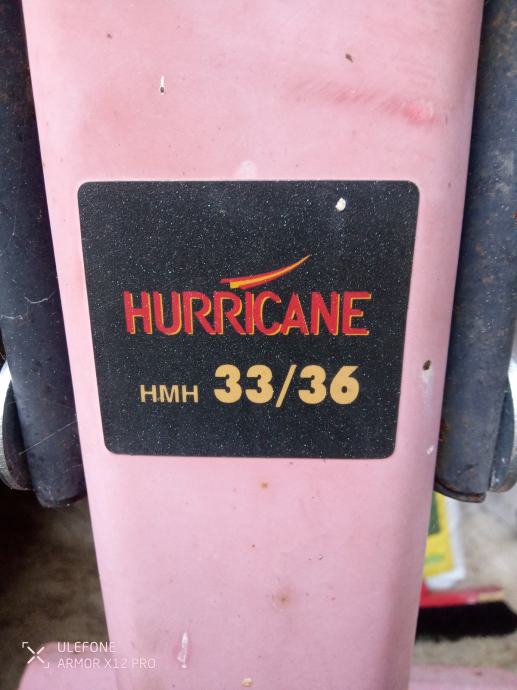 HURRICANE
HMH 33/36
ULEFONE
ARMOR X12 PRO